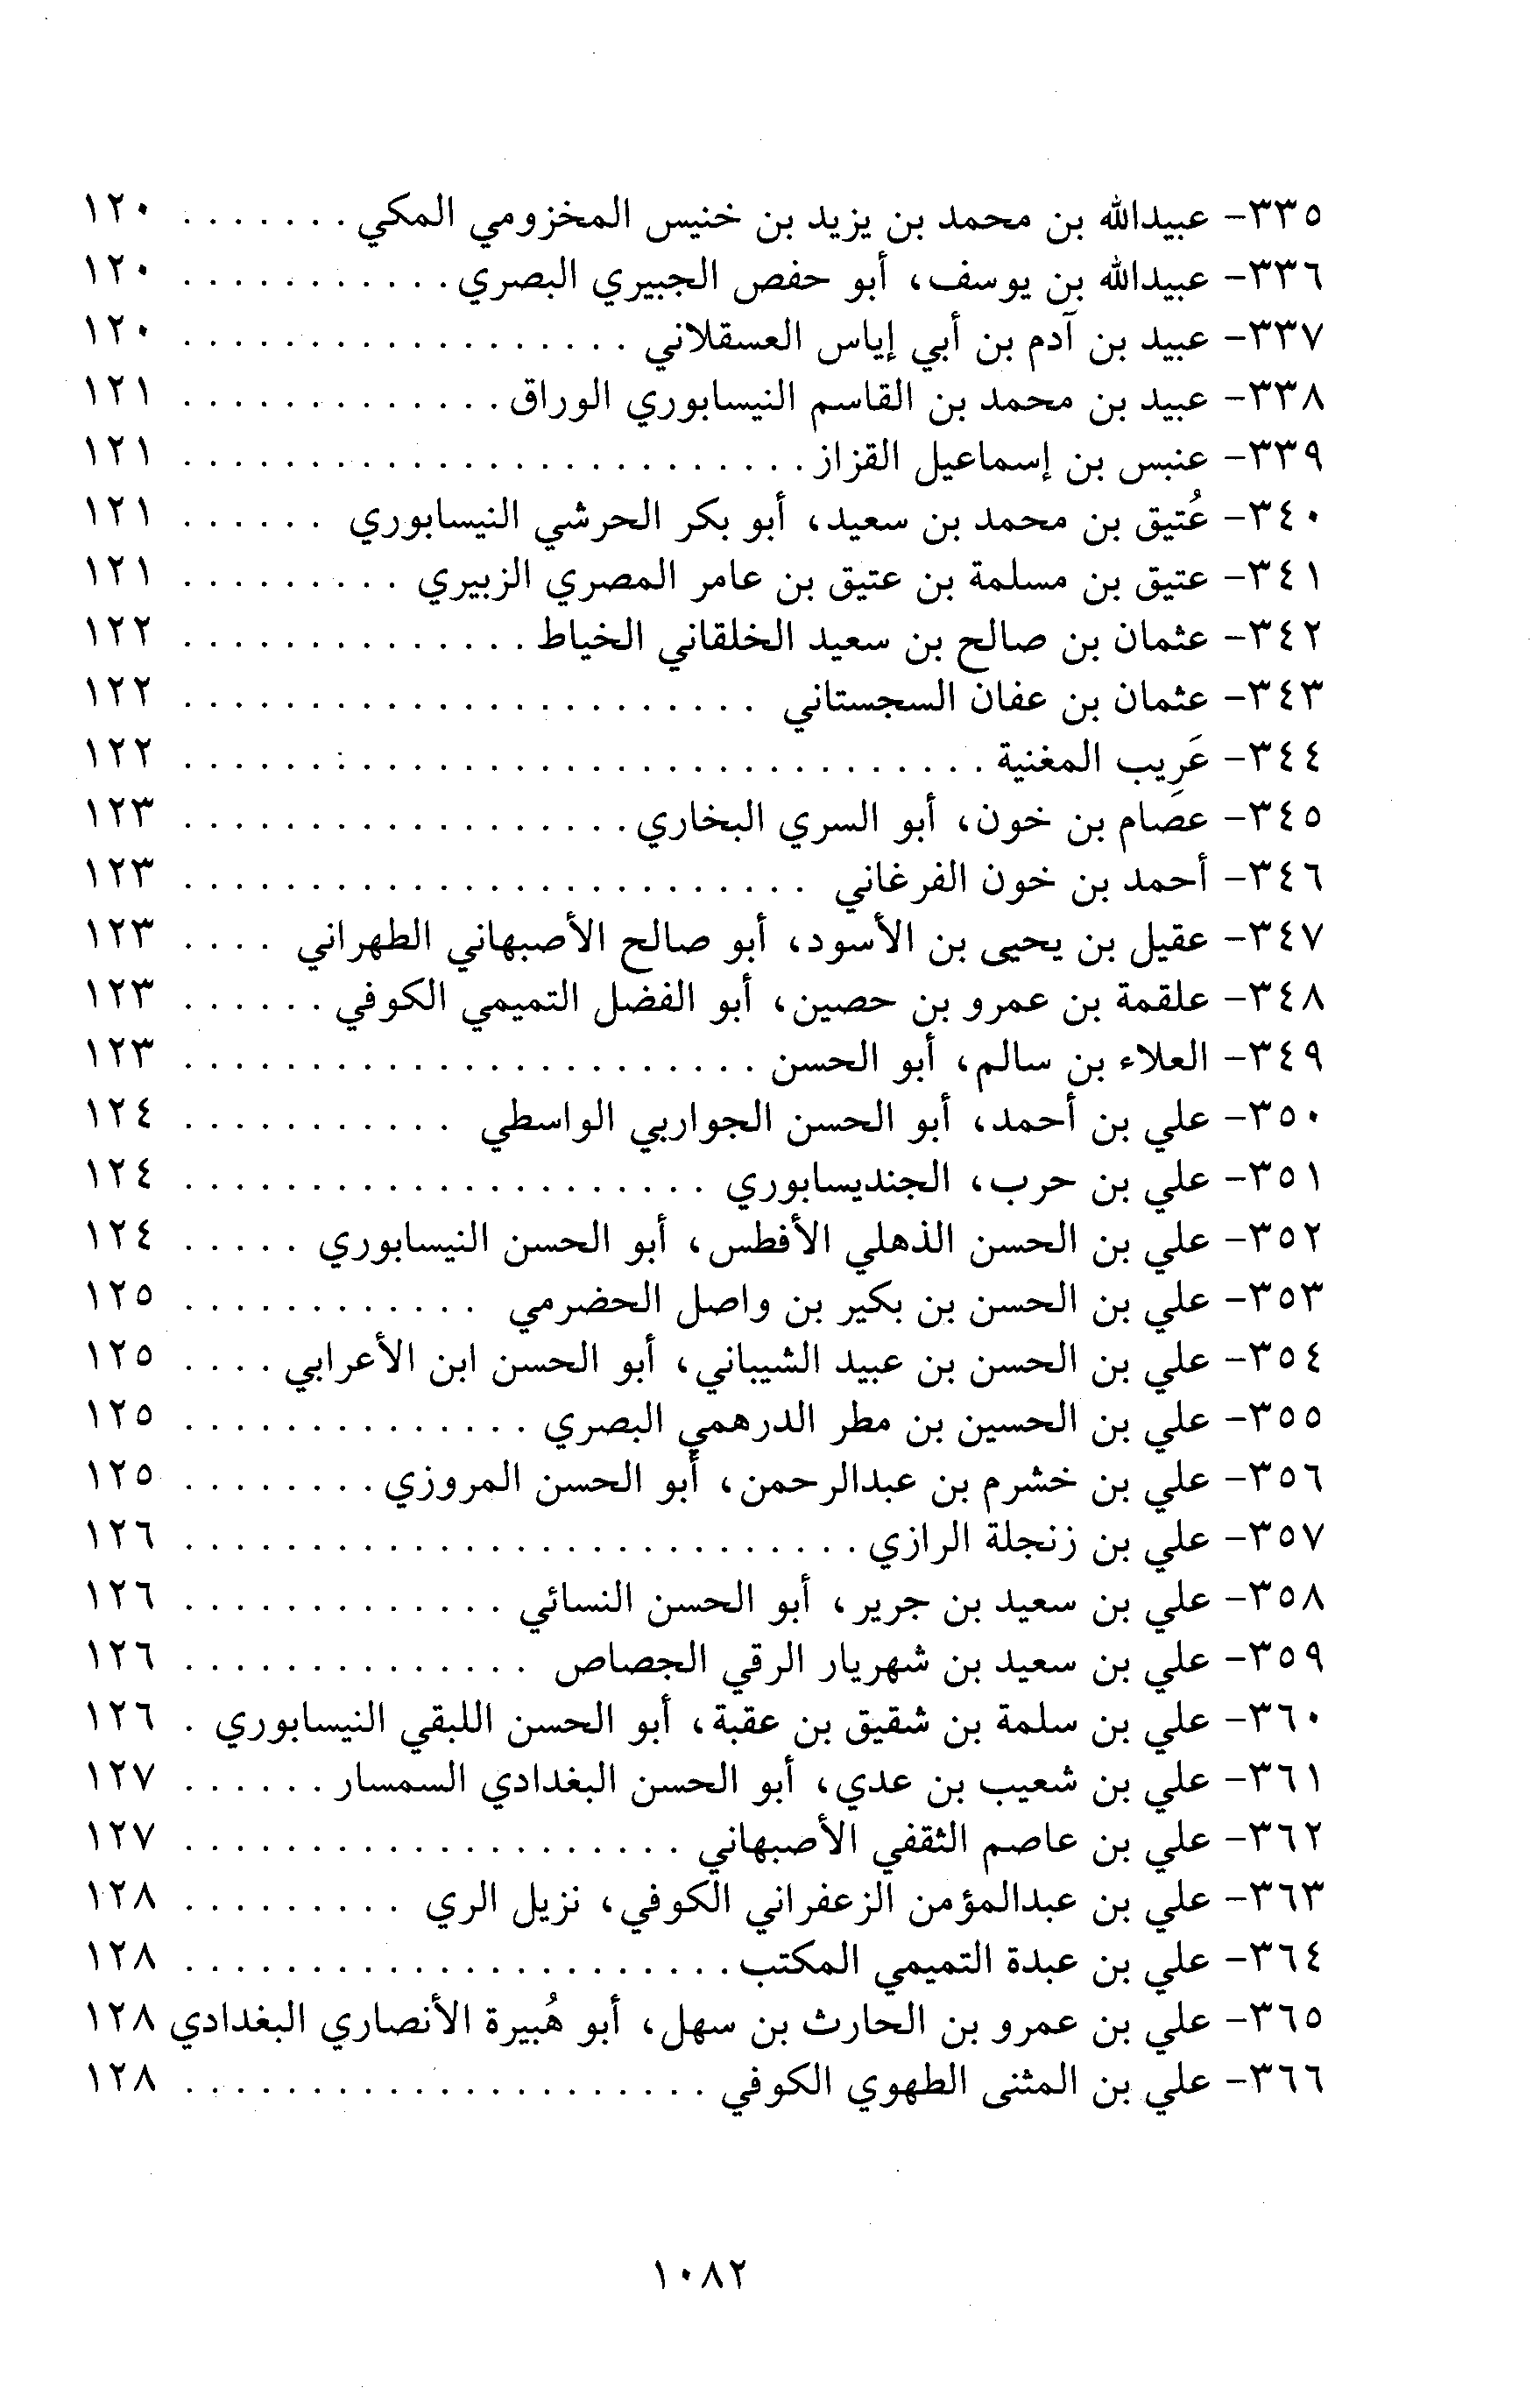 ٣٣٥- عبيدالله بن محمد بن يزيد بن خنيس المخزومي المكي . . . . . . . ١٢٠
٣٣٦- عبيدالله بن يوسف، أبو حفص الجبيري البصري . . . . . . . . . . . ١٢٠
٣٣٧- عبيد بن آدم بن أبي إياس العسقلاني . . . . . . . . . . . . . . . . . . ١٢٠
٣٣٨- عبيد بن محمد بن القاسم النيسابوري الوراق . . . . . . . . . . . . . ١٢١
٣٣٩- عنبس بن إسماعيل القزاز . . . . . . . . . . . . . . . . . . . . . . . . . ١٢١
٣٤٠- عُتيق بن محمد بن سعيد، أبو بكر الحرشي النيسابوري . . . . . . ١٢١
٣٤١- عتيق بن مسلمة بن عتيق بن عامر المصري الزبيري . . . . . . . . . ١٢١
٣٤٢- عثمان بن صالح بن سعيد الخلقاني الخياط . . . . . . . . . . . . . . ١٢٢
٣٤٣- عثمان بن عفان السجستاني . . . . . . . . . . . . . . . . . . . . . . . ١٢٢
٣٤٤- عَرِيب المغنية . . . . . . . . . . . . . . . . . . . . . . . . . . . . . . . . ١٢٢
٣٤٥- عصام بن خون، أبو السري البخاري . . . . . . . . . . . . . . . . . . ١٢٣
٣٤٦- أحمد بن خون الفرغاني . . . . . . . . . . . . . . . . . . . . . . . . . ١٢٣
٣٤٧- عقيل بن يحيى بن الأسود، أبو صالح الأصبهاني الطهراني . . . . ١٢٣
٣٤٨- علقمة بن عمرو بن حصين، أبو الفضل التميمي الكوفي . . . . . . ١٢٣
٣٤٩- العلاء بن سالم، أبو الحسن . . . . . . . . . . . . . . . . . . . . . . . ١٢٣
٣٥٠- علي بن أحمد، أبو الحسن الجواربي الواسطي . . . . . . . . . . . ١٢٤
٣٥١- علي بن حرب، الجنديسابوري . . . . . . . . . . . . . . . . . . . . . ١٢٤
٣٥٢- علي بن الحسن الذهلي الأفطس، أبو الحسن النيسابوري . . . . . ١٢٤
٣٥٣- علي بن الحسن بن بكير بن واصل الحضرمي . . . . . . . . . . . . ١٢٥
٣٥٤- علي بن الحسن بن عبيد الشيباني، أبو الحسن ابن الأعرابي . . . . ١٢٥
٣٥٥- علي بن الحسين بن مطر الدرهمي البصري . . . . . . . . . . . . . . ١٢٥
٣٥٦- علي بن خشرم بن عبدالرحمن، أبو الحسن المروزي . . . . . . . . ١٢٥
٣٥٧- علي بن زنجلة الرازي . . . . . . . . . . . . . . . . . . . . . . . . . . . ١٢٦
٣٥٨- علي بن سعيد بن جرير، أبو الحسن النسائي . . . . . . . . . . . . . ١٢٦
٣٥٩- علي بن سعيد بن شهريار الرقي الجصاص . . . . . . . . . . . . . . ١٢٦
٣٦٠- علي بن سلمة بن شقيق بن عقبة، أبو الحسن اللبقي النيسابوري . ١٢٦
٣٦١- علي بن شعيب بن عدي، أبو الحسن البغدادي السمسار . . . . . . ١٢٧
٣٦٢- علي بن عاصم الثقفي الأصبهاني . . . . . . . . . . . . . . . . . . . . ١٢٧
٣٦٣- علي بن عبدالمؤمن الزعفراني الكوفي، نزيل الري . . . . . . . . . ١٢٨
٣٦٤- علي بن عبدة التميمي المكتب . . . . . . . . . . . . . . . . . . . . . . ١٢٨
٣٦٥- علي بن عمرو بن الحارث بن سهل، أبو هُبيرة الأنصاري البغدادي ١٢٨
٣٦٦- علي بن المثنى الطهوي الكوفي . . . . . . . . . . . . . . . . . . . . . ١٢٨
١٠٨٢